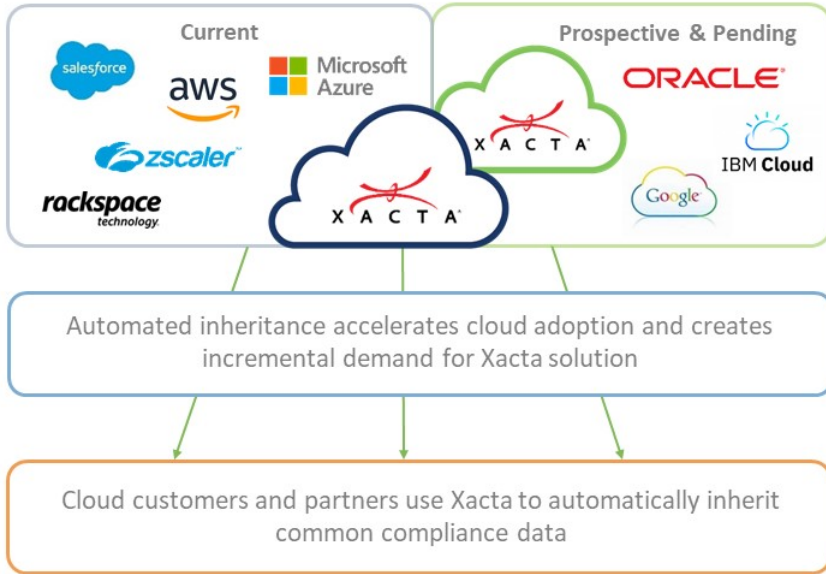 Current
salesforce
aws
Microsoft
Azure
zscaler™
rackspace
technology.
XACTA®
Prospective & Pending
ORACLE®
XACTA®
IBM Cloud
Google™
Automated inheritance accelerates cloud adoption and creates
incremental demand for Xacta solution
Cloud customers and partners use Xacta to automatically inherit
common compliance data